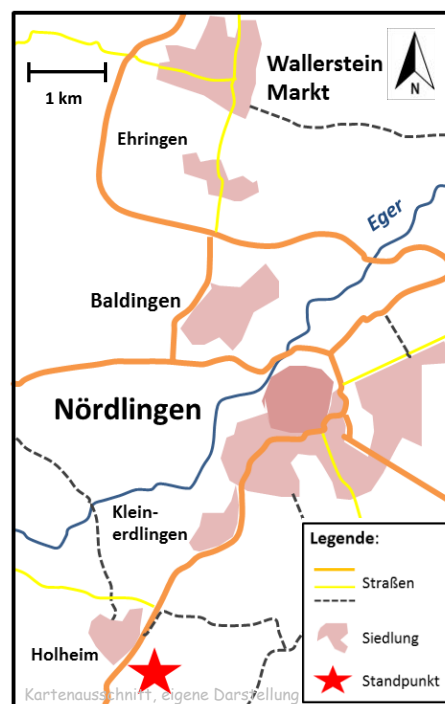 Wallerstein
Markt
N
1 km
Ehringen
Eger
Baldingen
Nördlingen
Klein-
erdlingen
Legende:
Straßen
Siedlung
Holheim
Standpunkt
Kartenausschnitt, eigene Darstellung